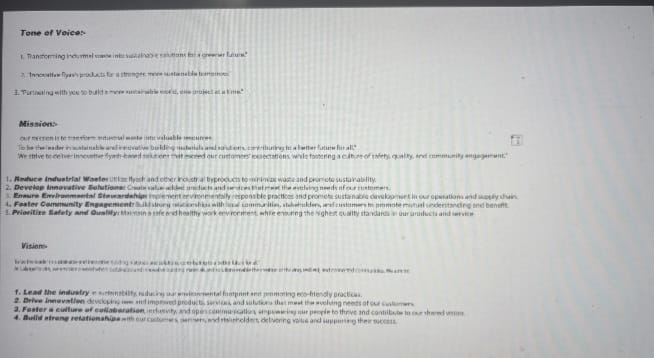 Tone of Voice:-
1. Transforming industrial waste into sustainable solutions for a greener future."
2. "Innovative flyash products for a stronger, more sustainable tomorrow."
3. "Partnering with you to build a more sustainable world, one project at a time."
Mission:-
our mission is to transform industrial waste into valuable resources.
To be the leader in sustainable and innovative building materials and solutions, contributing to a better future for all."
We strive to deliver innovative flyash-based solutions that exceed our customers' expectations, while fostering a culture of safety, quality, and community engagement."
1. Reduce Industrial Waste: Utilize flyash and other industrial byproducts to minimize waste and promote sustainability.
2. Develop Innovative Solutions: Create value-added products and services that meet the evolving needs of our customers.
3. Ensure Environmental Stewardship: Implement environmentally responsible practices and promote sustainable development in our operations and supply chain.
4. Foster Community Engagement: Build strong relationships with local communities, stakeholders, and customers to promote mutual understanding and benefit.
5. Prioritize Safety and Quality: Maintain a safe and healthy work environment, while ensuring the highest quality standards in our products and service
Vision:-
1. Lead the industry in sustainability, reducing our environmental footprint and promoting eco-friendly practices.
2. Drive innovation, developing new and improved products, services, and solutions that meet the evolving needs of our customers.
3. Foster a culture of collaboration, inclusivity, and open communication, empowering our people to thrive and contribute to our shared vision.
4. Build strong relationships with our customers, partners, and stakeholders, delivering value and supporting their success.